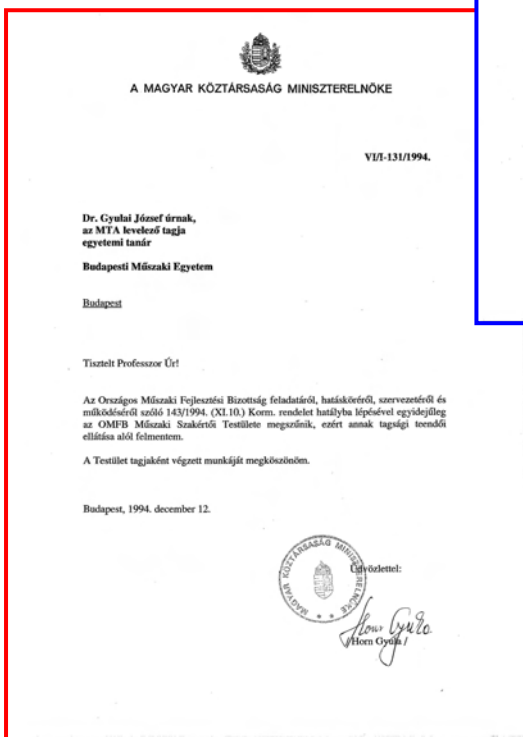 A MAGYAR KÖZTÁRSASÁG MINISZTERELNÖKE
VI/I-131/1994.
Dr. Gyulai József úrnak,
az MTA levelező tagja
egyetemi tanár
Budapesti Műszaki Egyetem
Budapest
Tisztelt Professzor Úr!
Az Országos Műszaki Fejlesztési Bizottság feladatáról, hatásköréről, szervezetéről és
működéséről szóló 143/1994. (XI.10.) Korm. rendelet hatályba lépésével egyidejűleg
az OMFB Műszaki Szakértői Testülete megszűnik, ezért annak tagsági teendői
ellátása alól felmentem.
A Testület tagjaként végzett munkáját megköszönöm.
Budapest, 1994. december 12.
MAGYAR KÖZTÁRSASÁG MINISZTERELNÖKE
Üdvözlettel:
Horn Gyula
/Horn Gyula /